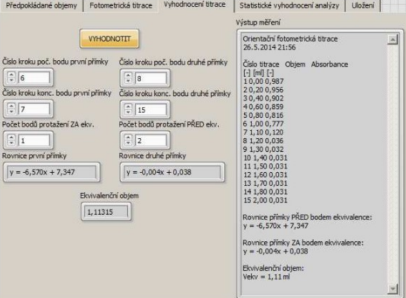 Předpokládané objemy
Fotometrická titrace
Vyhodnocení titrace
Statistické vyhodnocení analýzy
Uložení
VYHODNOTIT
Číslo kroku poč. bodu první přímky
Číslo kroku poč. bodu druhé přímky
6
8
Číslo kroku konc. bodu první přímky
Číslo kroku konc. bodu druhé přímky
7
15
Počet bodů protažení ZA ekv.
Počet bodů protažení PŘED ekv.
1
2
Rovnice první přímky
Rovnice druhé přímky
y = -6,570x + 7,347
y = -0,004x + 0,038
Ekvivalenční objem
1,11315
Výstup měření
Orientační fotometrická titrace
26.5.2014 21:56
Číslo titrace Objem Absorbance
[-] [ml] [-]
1 0,00 0,987
2 0,20 0,956
3 0,40 0,902
4 0,60 0,859
5 0,80 0,816
6 1,00 0,777
7 1,10 0,120
8 1,20 0,036
9 1,30 0,032
10 1,40 0,031
11 1,50 0,031
12 1,60 0,031
13 1,70 0,031
14 1,80 0,031
15 2,00 0,031
Rovnice přímky PŘED bodem ekvivalence:
y = -6,570x + 7,347
Rovnice přímky ZA bodem ekvivalence:
y = -0,004x + 0,038
Ekvivalenční objem:
Vekv = 1,11 ml